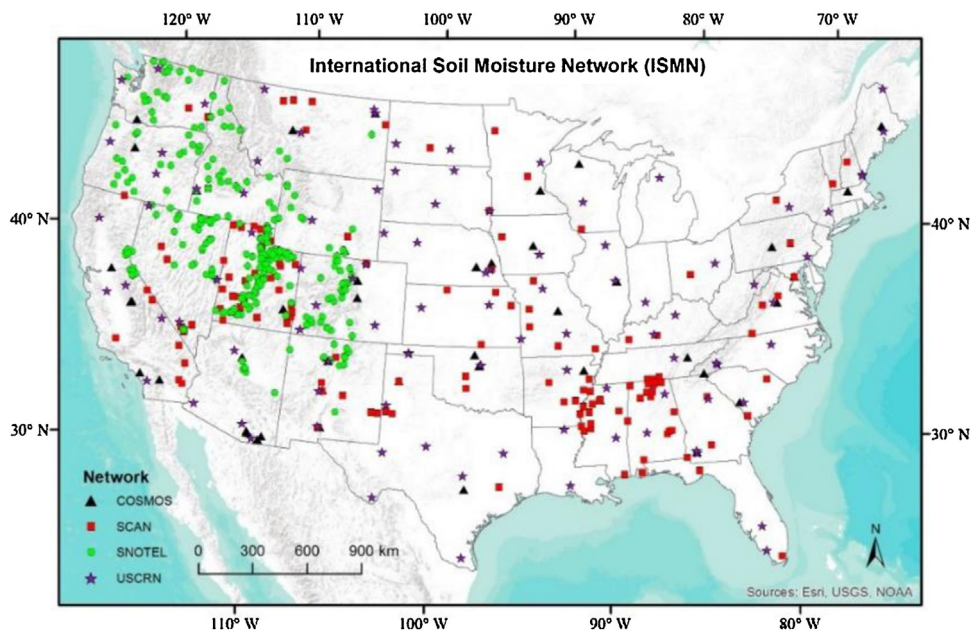 120° W 110° W 100° W 90° W 80° W 70° W
International Soil Moisture Network (ISMN)
40° N 40° N
30° N 30° N
Network
COSMOS
SCAN
SNOTEL
USCRN
0 300 600 900 km
N
Sources: Esri, USGS, NOAA
110° W 100° W 90° W 80° W